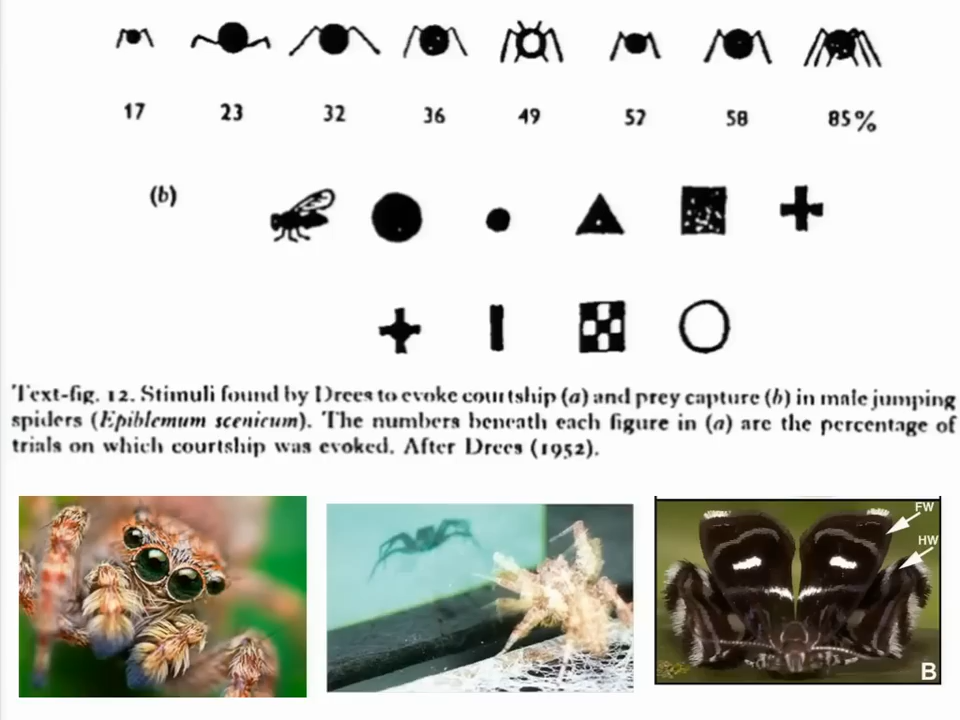 17 23 32 36 49 52 58 85%
(b)
Text-fig. 12. Stimuli found by Drees to evoke courtship (a) and prey capture (b) in male jumping
spiders (Epiblemum scenicum). The numbers beneath each figure in (a) are the percentage of
trials on which courtship was evoked. After Drees (1952).
FW
HW
B